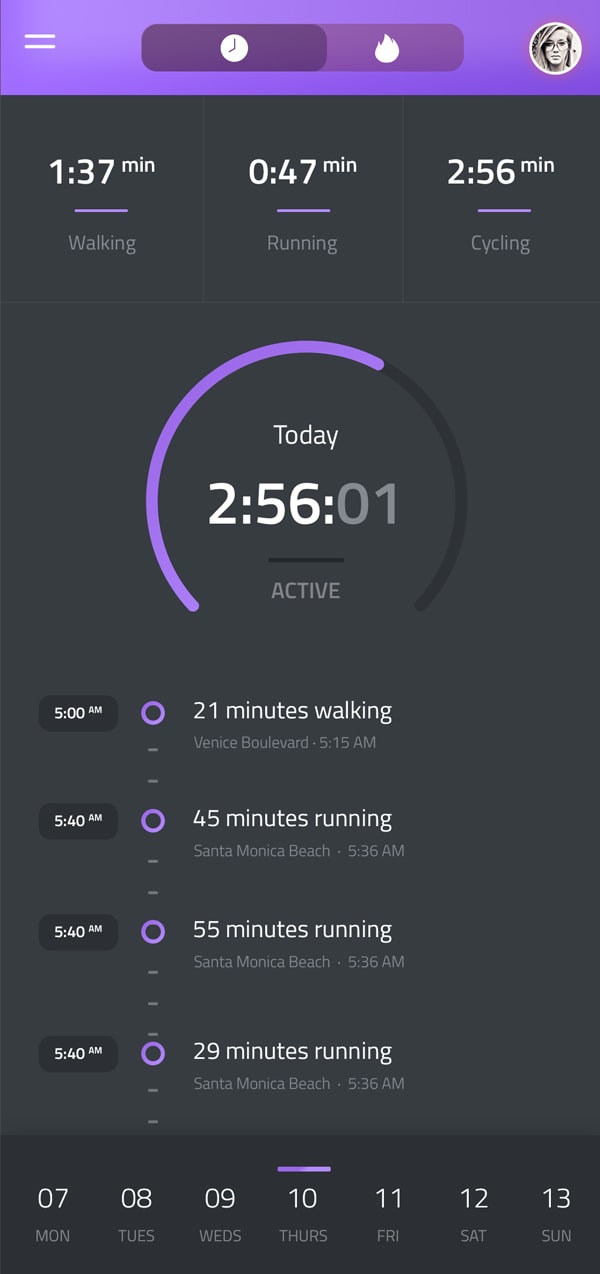 1:37 min 0:47 min 2:56 min
Walking Running Cycling
Today
2:56:01
ACTIVE
5:00 AM 21 minutes walking
Venice Boulevard · 5:15 AM
5:40 AM 45 minutes running
Santa Monica Beach · 5:36 AM
5:40 AM 55 minutes running
Santa Monica Beach · 5:36 AM
5:40 AM 29 minutes running
Santa Monica Beach · 5:36 AM
07 08 09 10 11 12 13
MON TUES WEDS THURS FRI SAT SUN